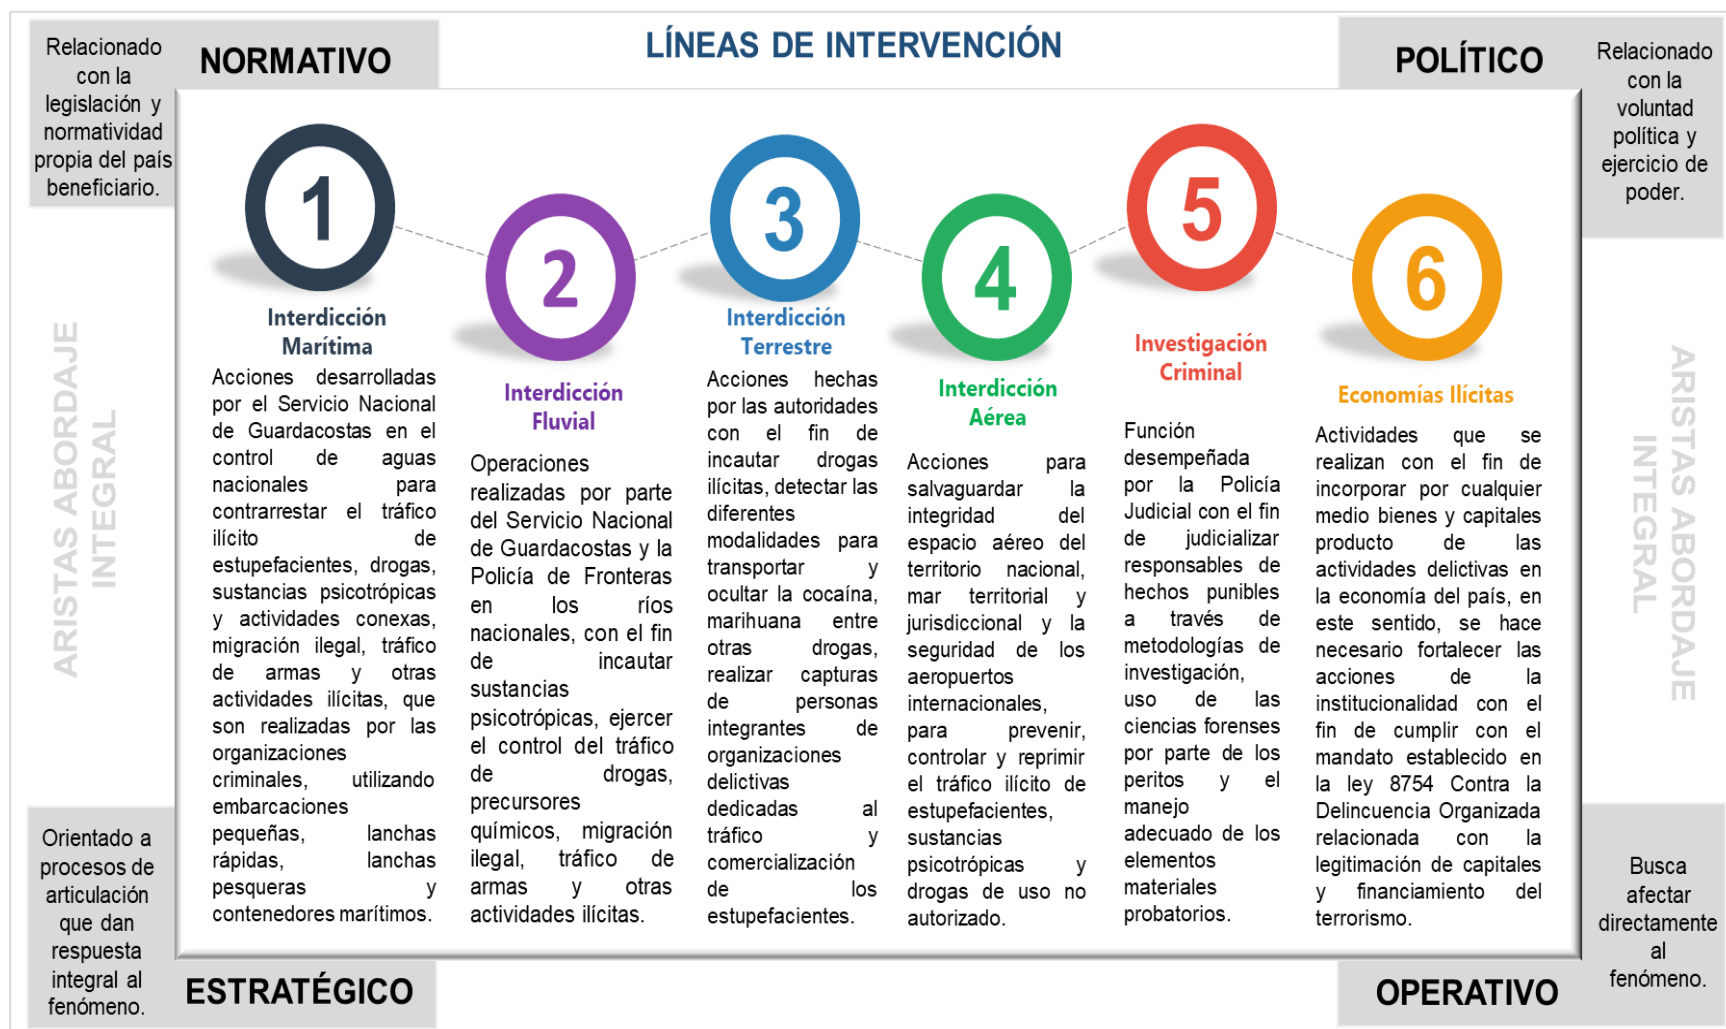 LÍNEAS DE INTERVENCIÓN
NORMATIVO
Relacionado
con la
legislación y
normatividad
propia del país
beneficiario.
POLÍTICO
Relacionado
con la
voluntad
política y
ejercicio de
poder.
ARISTAS ABORDAJE
INTEGRAL
1
Interdicción
Marítima
Acciones desarrolladas
por el Servicio Nacional
de Guardacostas en el
control de aguas
nacionales para
contrarrestar el tráfico
ilícito de
estupefacientes, drogas,
sustancias psicotrópicas
y actividades conexas,
migración ilegal, tráfico
de armas y otras
actividades ilícitas, que
son realizadas por las
organizaciones
criminales, utilizando
embarcaciones
pequeñas, lanchas
rápidas, lanchas
pesqueras y
contenedores marítimos.
2
Interdicción
Fluvial
Operaciones
realizadas por parte
del Servicio Nacional
de Guardacostas y la
Policía de Fronteras
en los ríos
nacionales, con el fin
de incautar
sustancias
psicotrópicas, ejercer
el control del tráfico
de drogas,
precursores
químicos, migración
ilegal, tráfico de
armas y otras
actividades ilícitas.
3
Interdicción
Terrestre
Acciones hechas
por las autoridades
con el fin de
incautar drogas
ilícitas, detectar las
diferentes
modalidades para
transportar y
ocultar la cocaína,
marihuana entre
otras drogas,
realizar capturas
de personas
integrantes de
organizaciones
delictivas
dedicadas al
tráfico y
comercialización
de los
estupefacientes.
4
Interdicción
Aérea
Acciones para
salvaguardar la
integridad del
espacio aéreo del
territorio nacional,
mar territorial y
jurisdiccional y la
seguridad de los
aeropuertos
internacionales,
para prevenir,
controlar y reprimir
el tráfico ilícito de
estupefacientes,
sustancias
psicotrópicas y
drogas de uso no
autorizado.
5
Investigación
Criminal
Función
desempeñada
por la Policía
Judicial con el fin
de judicializar
responsables de
hechos punibles
a través de
metodologías de
investigación,
uso de las
ciencias forenses
por parte de los
peritos y el
manejo
adecuado de los
elementos
materiales
probatorios.
6
Economías Ilícitas
Actividades que se
realizan con el fin de
incorporar por cualquier
medio bienes y capitales
producto de las
actividades delictivas en
la economía del país, en
este sentido, se hace
necesario fortalecer las
acciones de la
institucionalidad con el
fin de cumplir con el
mandato establecido en
la ley 8754 Contra la
Delincuencia Organizada
relacionada con la
legitimación de capitales
y financiamiento del
terrorismo.
ARISTAS ABORDAJE
INTEGRAL
Orientado a
procesos de
articulación
que dan
respuesta
integral al
fenómeno.
ESTRATÉGICO
OPERATIVO
Busca
afectar
directamente
al
fenómeno.